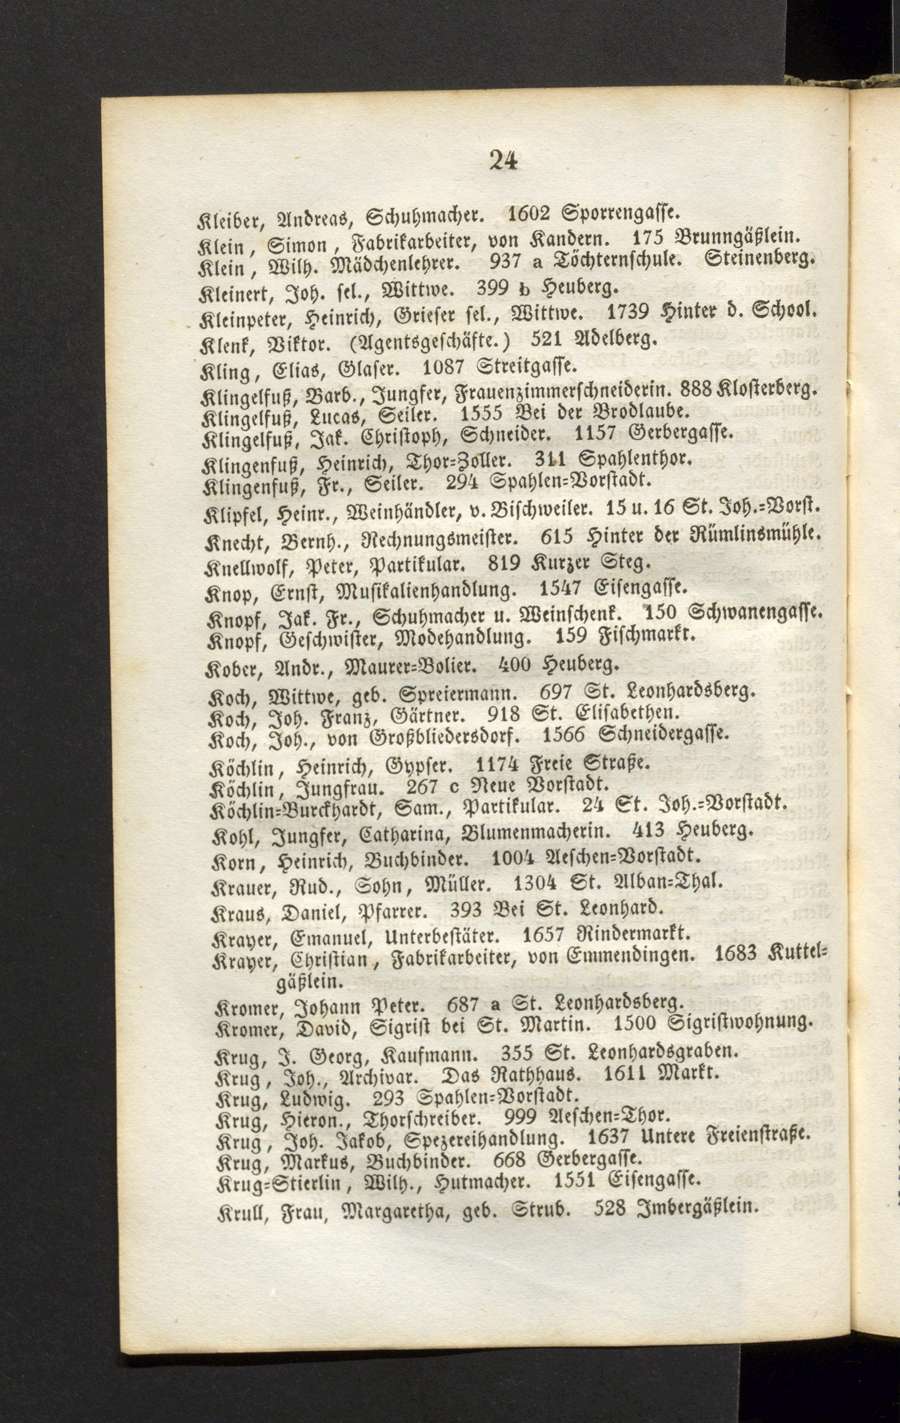 24
Kleiber, Andreas, Schuhmacher. 1602 Sporrengasse.
Klein, Simon, Fabrikarbeiter, von Kandern. 175 Brunngäßlein.
Klein, Wilh. Mädchenlehrer. 937 a Töchternschule. Steinenberg.
Kleinert, Joh. sel., Wittwe. 399 b Heuberg.
Kleinpeter, Heinrich, Grieser sel., Wittwe. 1739 Hinter d. School.
Klenk, Viktor. (Agentsgeschäfte.) 521 Adelberg.
Kling, Elias, Glaser. 1087 Streitgasse.
Klingelfuß, Barb., Jungfer, Frauenzimmerschneiderin. 888 Klosterberg.
Klingelfuß, Lucas, Seiler. 1555 Bei der Brodlaube.
Klingelfuß, Jak. Christoph, Schneider. 1157 Gerbergasse.
Klingenfuß, Heinrich, Thor=Zoller. 311 Spahlenthor.
Klingenfuß, Fr., Seiler. 294 Spahlen=Vorstadt.
Klipfel, Heinr., Weinhändler, v. Bischweiler. 15 u. 16 St. Joh.=Vorst.
Knecht, Bernh., Rechnungsmeister. 615 Hinter der Rümlinsmühle.
Knellwolf, Peter, Partikular. 819 Kurzer Steg.
Knop, Ernst, Musikalienhandlung. 1547 Eisengasse.
Knopf, Jak. Fr., Schuhmacher u. Weinschenk. 150 Schwanengasse.
Knopf, Geschwister, Modehandlung. 159 Fischmarkt.
Kober, Andr., Maurer=Bolier. 400 Heuberg.
Koch, Wittwe, geb. Spreiermann. 697 St. Leonhardsberg.
Koch, Joh. Franz, Gärtner. 918 St. Elisabethen.
Koch, Joh., von Großbliedersdorf. 1566 Schneidergasse.
Köchlin, Heinrich, Gypser. 1174 Freie Straße.
Köchlin, Jungfrau. 267 c Neue Vorstadt.
Köchlin=Burckhardt, Sam., Partikular. 24 St. Joh.=Vorstadt.
Kohl, Jungfer, Catharina, Blumenmacherin. 413 Heuberg.
Korn, Heinrich, Buchbinder. 1004 Aeschen=Vorstadt.
Krauer, Rud., Sohn, Müller. 1304 St. Alban=Thal.
Kraus, Daniel, Pfarrer. 393 Bei St. Leonhard.
Krayer, Emanuel, Unterbestäter. 1657 Rindermarkt.
Krayer, Christian, Fabrikarbeiter, von Emmendingen. 1683 Kuttel=
gäßlein.
Kromer, Johann Peter. 687 a St. Leonhardsberg.
Kromer, David, Sigrist bei St. Martin. 1500 Sigristwohnung.
Krug, J. Georg, Kaufmann. 355 St. Leonhardsgraben.
Krug, Joh., Archivar. Das Rathhaus. 1611 Markt.
Krug, Ludwig. 293 Spahlen=Vorstadt.
Krug, Hieron., Thorschreiber. 999 Aeschen=Thor.
Krug, Joh. Jakob, Spezereihandlung. 1637 Untere Freienstraße.
Krug, Markus, Buchbinder. 668 Gerbergasse.
Krug=Stierlin, Wilh., Hutmacher. 1551 Eisengasse.
Krull, Frau, Margaretha, geb. Strub. 528 Imbergäßlein.